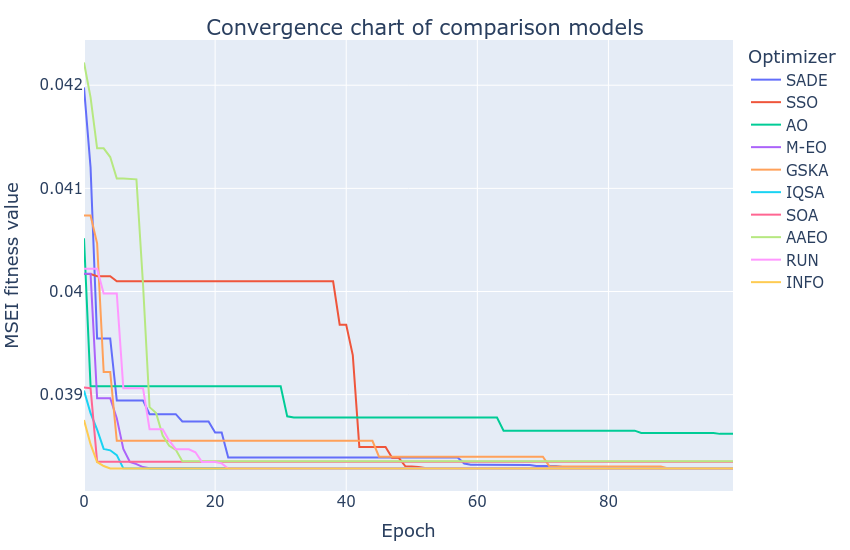 Convergence chart of comparison models
MSEI fitness value
0.042
0.041
0.04
0.039
0
20
40
60
80
Epoch
Optimizer
SADE
SSO
AO
M-EO
GSKA
IQSA
SOA
AAEO
RUN
INFO